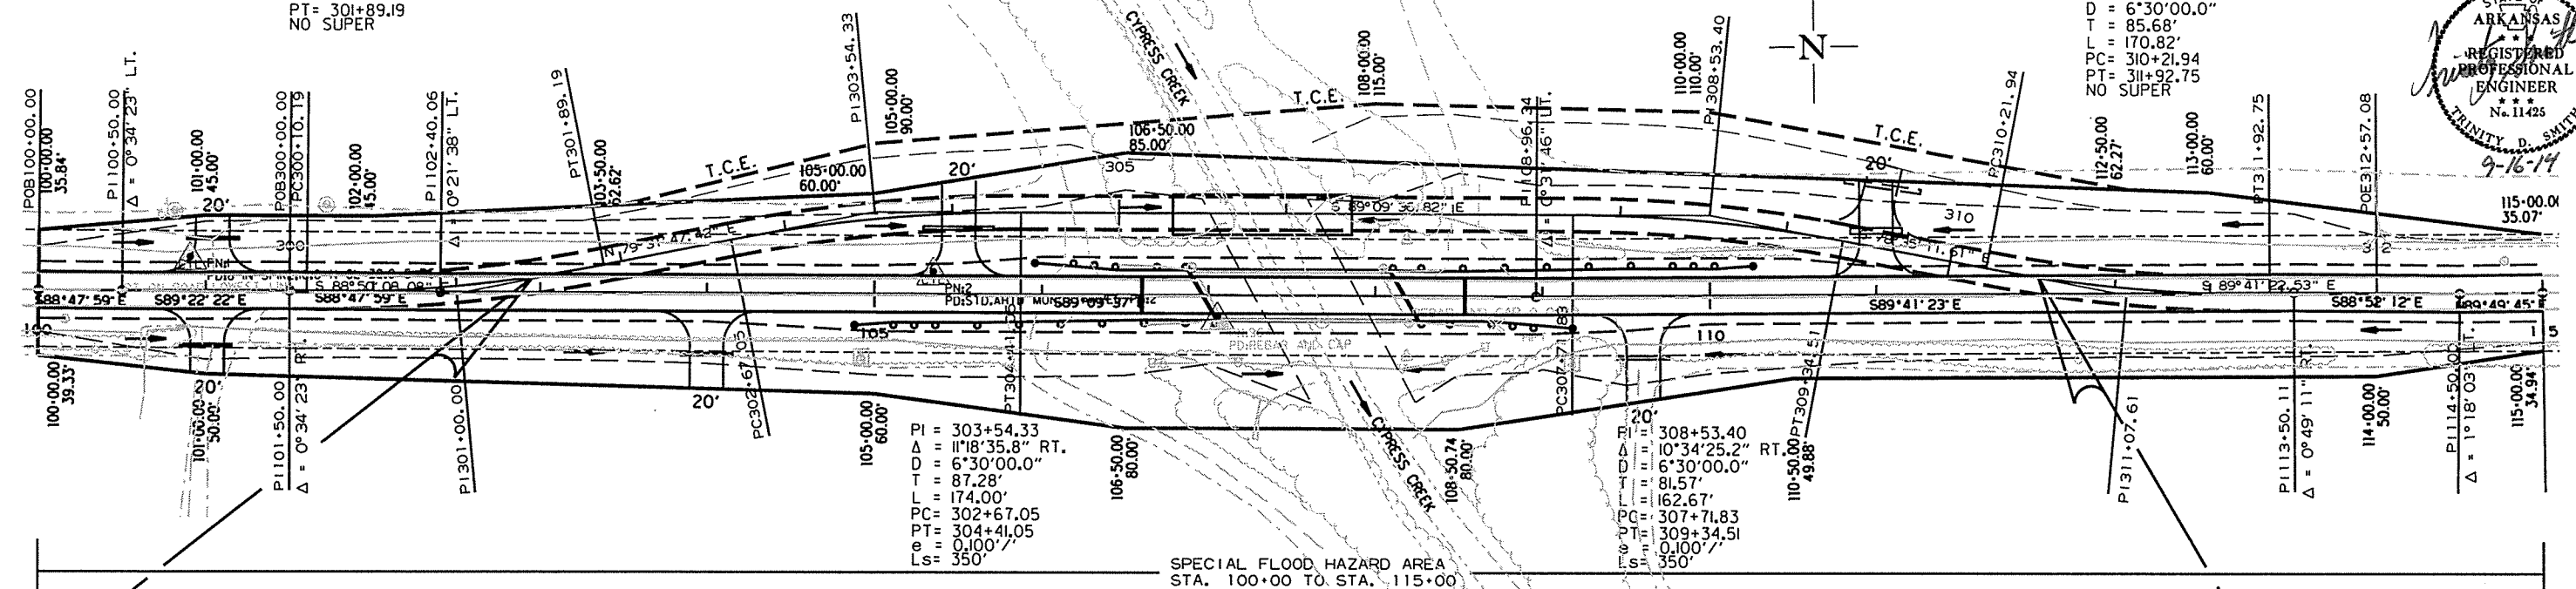 PT= 301+89.19
NO SUPER
D = 6°30'00.0"
T = 85.68'
L = 170.82'
PC= 310+21.94
PT= 311+92.75
NO SUPER
ARKANSAS
REGISTERED
PROFESSIONAL
ENGINEER
No. 11425
TRINITY D. SMITH
9-16-14
N
POB100+00.00
100+00.00
35.84'
PI100+50.00
Δ = 0°34'23" LT.
101+00.00
45.00'
POB300+00.00
PC300+10.19
102+00.00
45.00'
PI102+40.06
Δ = 0°21'38" LT.
PT301+89.19
103+50.00
52.62'
PI303+54.33
105+00.00
90.00'
105+00.00
60.00'
CYPRESS CREEK
106+50.00
85.00'
108+00.00
115.00'
PI108+96.34
110+00.00
110.00'
PI308+53.40
PC310+21.94
112+50.00
62.27'
113+00.00
60.00'
PT311+92.75
POE312+57.08
115+00.00
35.07'
T.C.E.
T.C.E.
T.C.E.
20'
20'
20'
300
305
310
312
N 79°31'47.42" E
S88°47'59" E
S89°22'22" E
S88°47'59" E
S 88°50'08.08"
PN:2
S89°41'23" E
S 89°41'22.53" E
S88°52'12" E
S89°49'45" E
105
PD:REBAR AND CAP
110
100+00.00
39.33'
20'
101+00.00
50.00'
PI101+50.00
Δ = 0°34'23" RT.
PI301+00.00
20'
PC302+67.05
105+00.00
60.00'
PT304+41.05
106+50.00
80.00'
CYPRESS CREEK
108+50.74
80.00'
PC307+71.83
20'
110+50.00
49.88'
PT309+34.51
PI311+07.61
PI113+50.11
Δ = 0°49'11" RT.
114+00.00
50.00'
PI114+50.00
Δ = 1°18'03" LT.
115+00.00
34.94'
PI = 303+54.33
Δ = 11°18'35.8" RT.
D = 6°30'00.0"
T = 87.28'
L = 174.00'
PC= 302+67.05
PT= 304+41.05
e = 0.100'/'
Ls= 350'
PI = 308+53.40
Δ = 10°34'25.2" RT.
D = 6°30'00.0"
T = 81.57'
L = 162.67'
PC= 307+71.83
PT= 309+34.51
e = 0.100'/'
Ls= 350'
SPECIAL FLOOD HAZARD AREA
STA. 100+00 TO STA. 115+00